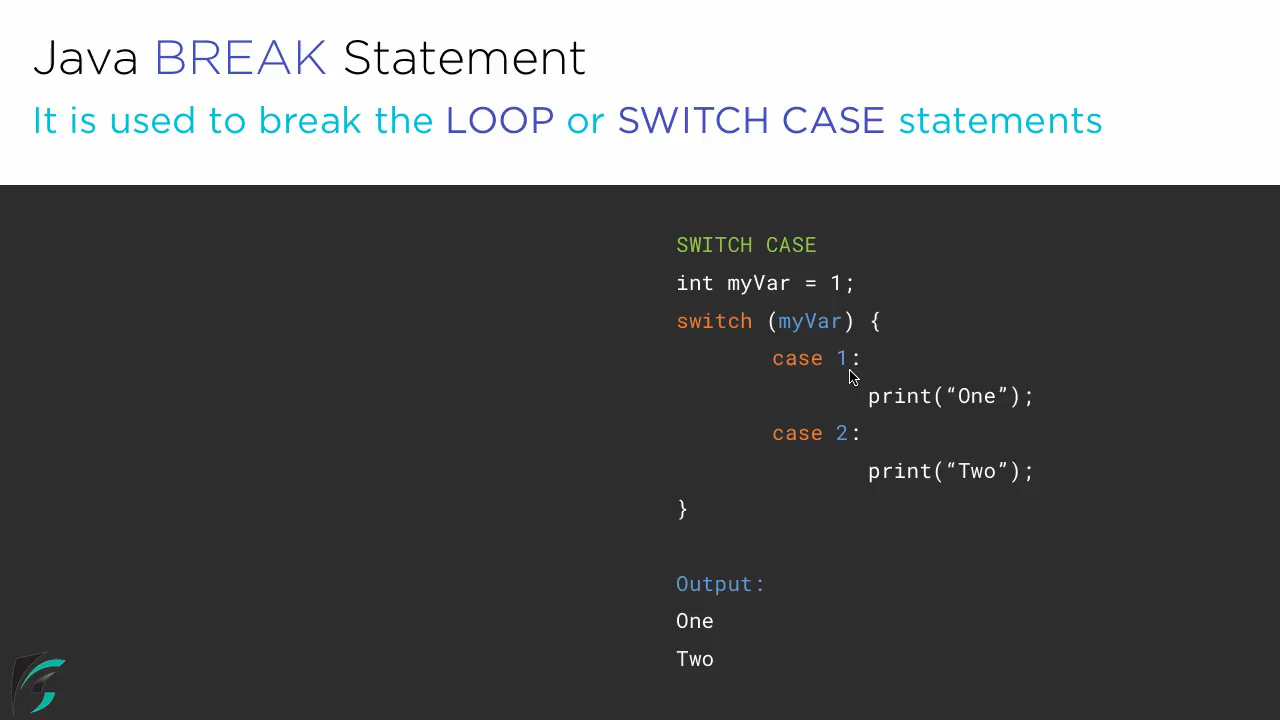 Java BREAK Statement
It is used to break the LOOP or SWITCH CASE statements
SWITCH CASE
int myVar = 1;
switch (myVar) {
case 1:
print(“One”);
case 2:
print(“Two”);
}
Output:
One
Two